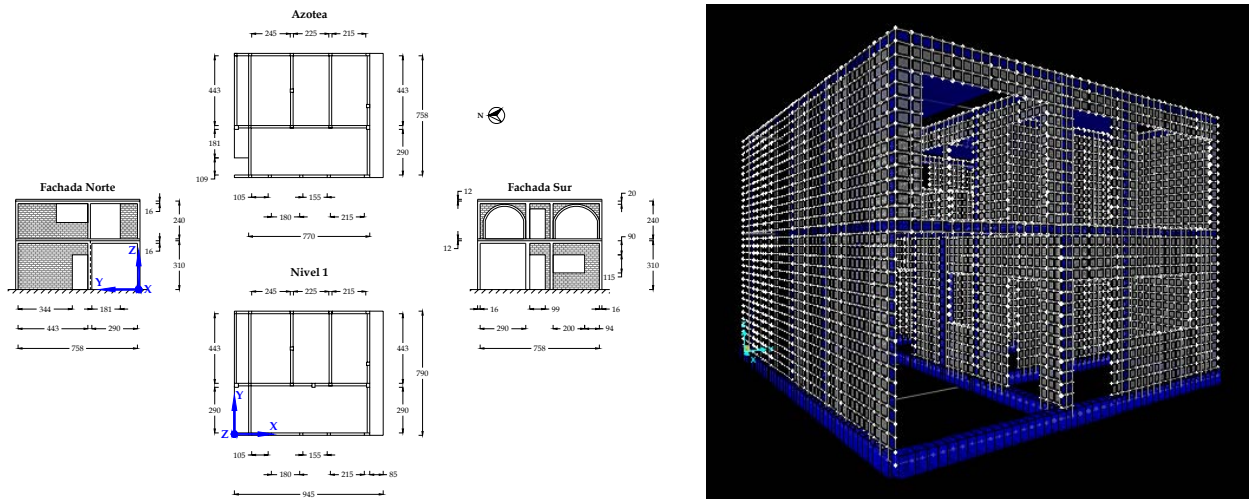 Azotea
245 225 215
443 443
758
181
290
109
105 155
180 215
770
N
Fachada Norte
16
240
16
310
Z
Y
X
344 181
443 290
758
Fachada Sur
12
20
240
90
12
310
115
16 99 16
290 200 94
758
Nivel 1
245 225 215
443 443
790
290 290
Y
X
Z
105 155
180 215 85
945
X